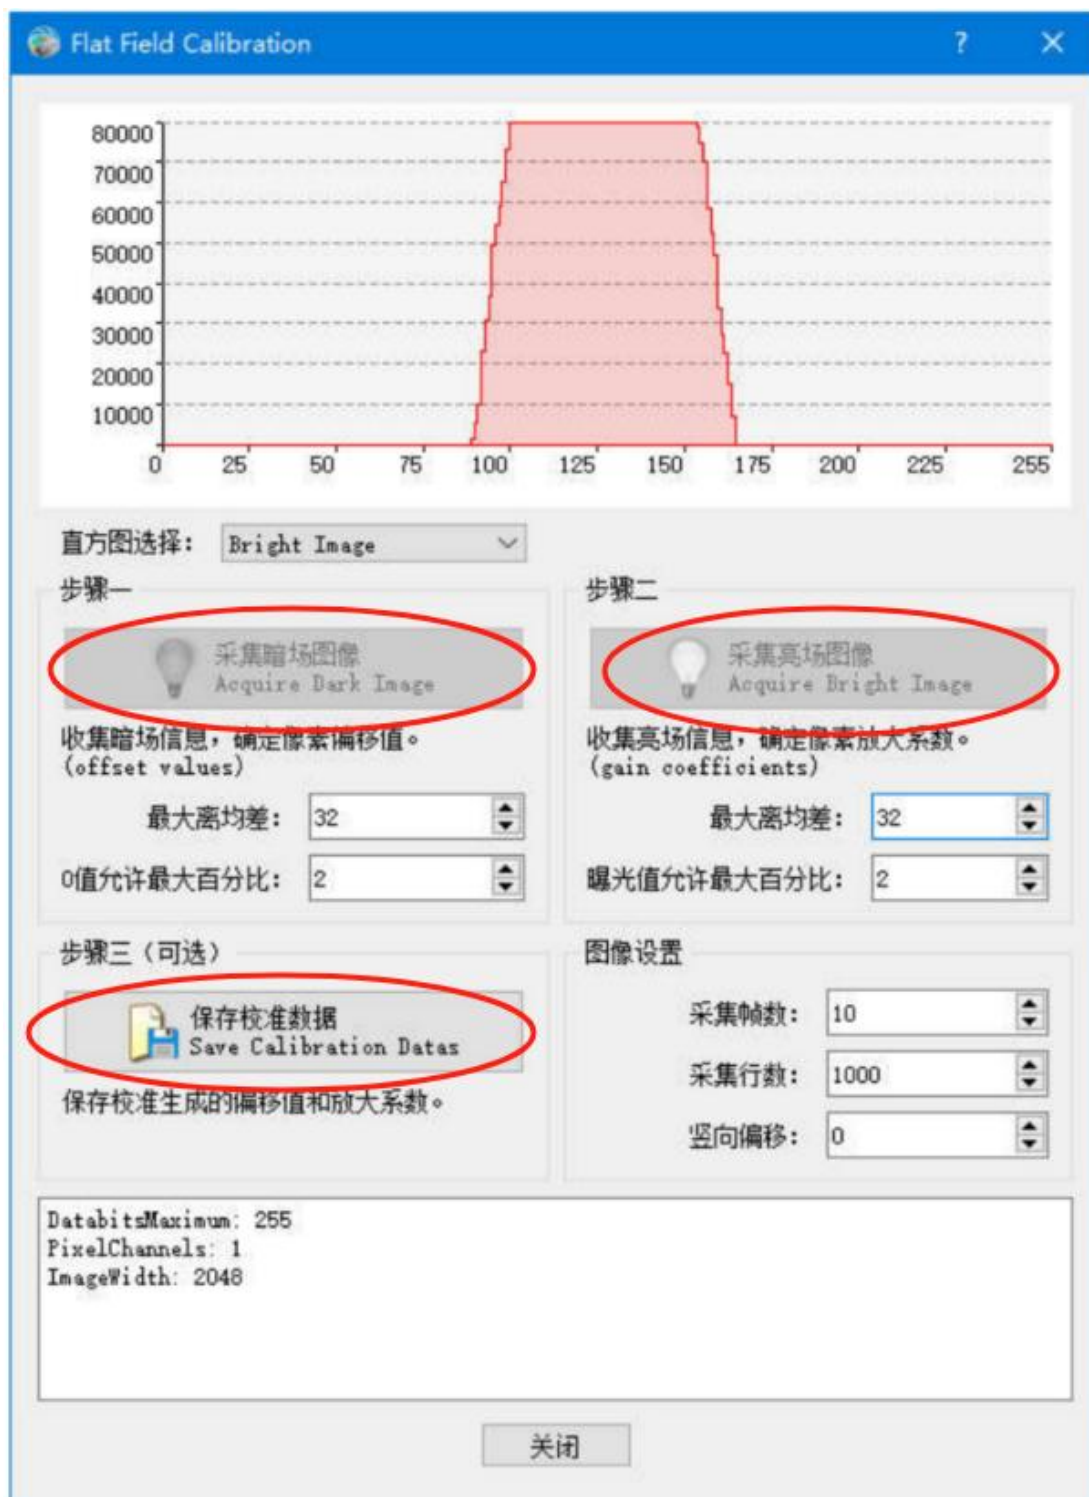 Flat Field Calibration
80000
70000
60000
50000
40000
30000
20000
10000
0 25 50 75 100 125 150 175 200 225 255
直方图选择: Bright Image
步骤一
采集暗场图像
Acquire Dark Image
收集暗场信息,确定像素偏移值。
(offset values)
最大离均差: 32
0值允许最大百分比: 2
步骤二
采集亮场图像
Acquire Bright Image
收集亮场信息,确定像素放大系数。
(gain coefficients)
最大离均差: 32
曝光值允许最大百分比: 2
步骤三(可选)
保存校准数据
Save Calibration Datas
保存校准生成的偏移值和放大系数。
图像设置
采集帧数: 10
采集行数: 1000
竖向偏移: 0
DatabitsMaximum: 255
PixelChannels: 1
ImageWidth: 2048
关闭